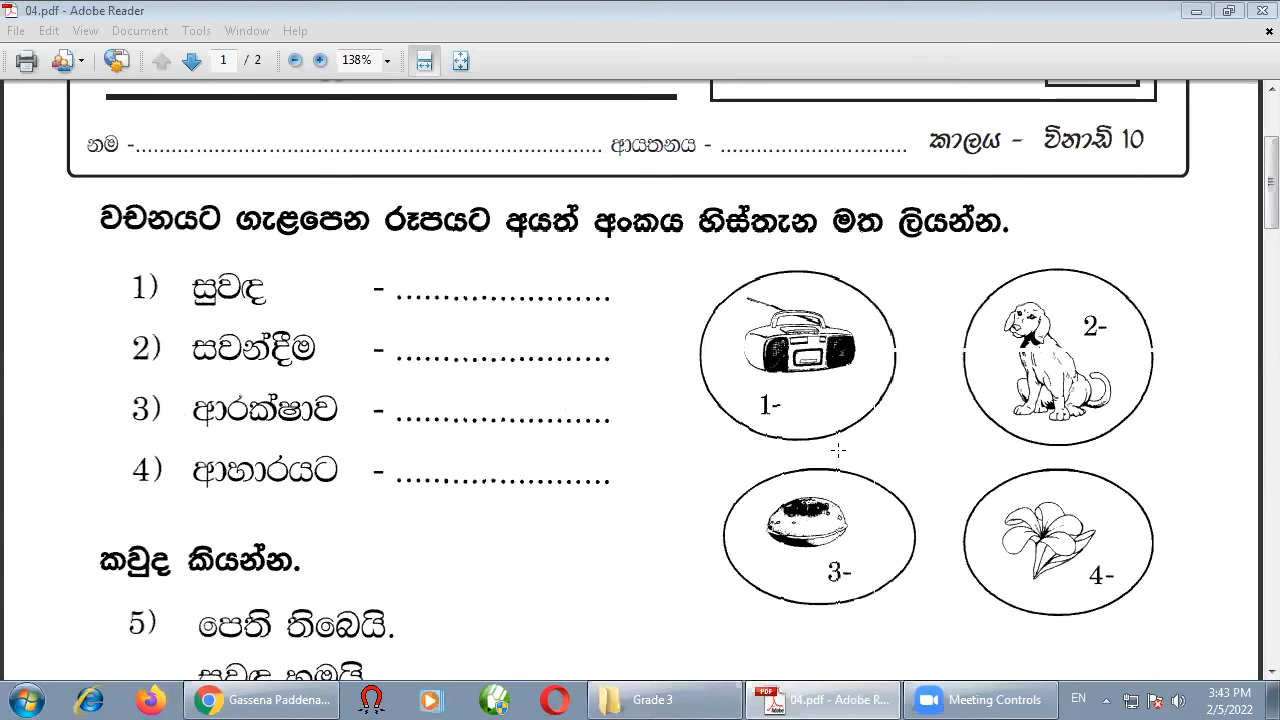 04.pdf - Adobe Reader
File Edit View Document Tools Window Help
1 / 2 138%
නම -........................ ආයතනය - ........................ කාලය - විනාඩි 10
වචනයට ගැළපෙන රූපයට අයත් අංකය හිස්තැන මත ලියන්න.
1) සුවඳ - ........................
2) සවන්දීම - ........................
3) ආරක්ෂාව - ........................
4) ආහාරයට - ........................
1-
2-
3-
4-
කවුද කියන්න.
5) පෙති තිබෙයි.
සුවඳ හමයි
Gassena Paddena... Grade 3 04.pdf - Adobe R... Meeting Controls EN 3:43 PM
2/5/2022